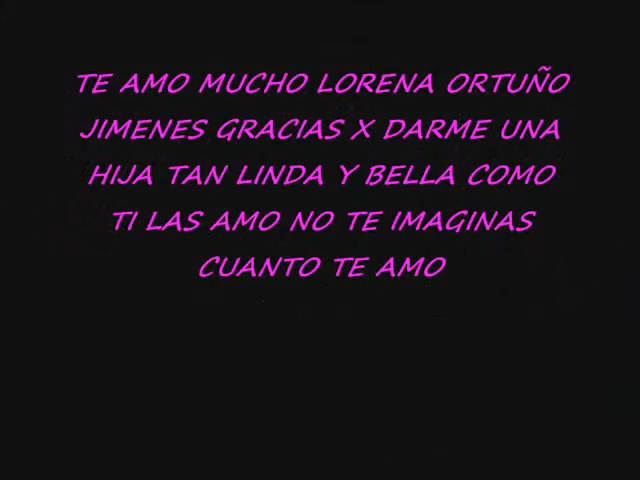 TE AMO MUCHO LORENA ORTUÑO
JIMENES GRACIAS X DARME UNA
HIJA TAN LINDA Y BELLA COMO
TI LAS AMO NO TE IMAGINAS
CUANTO TE AMO